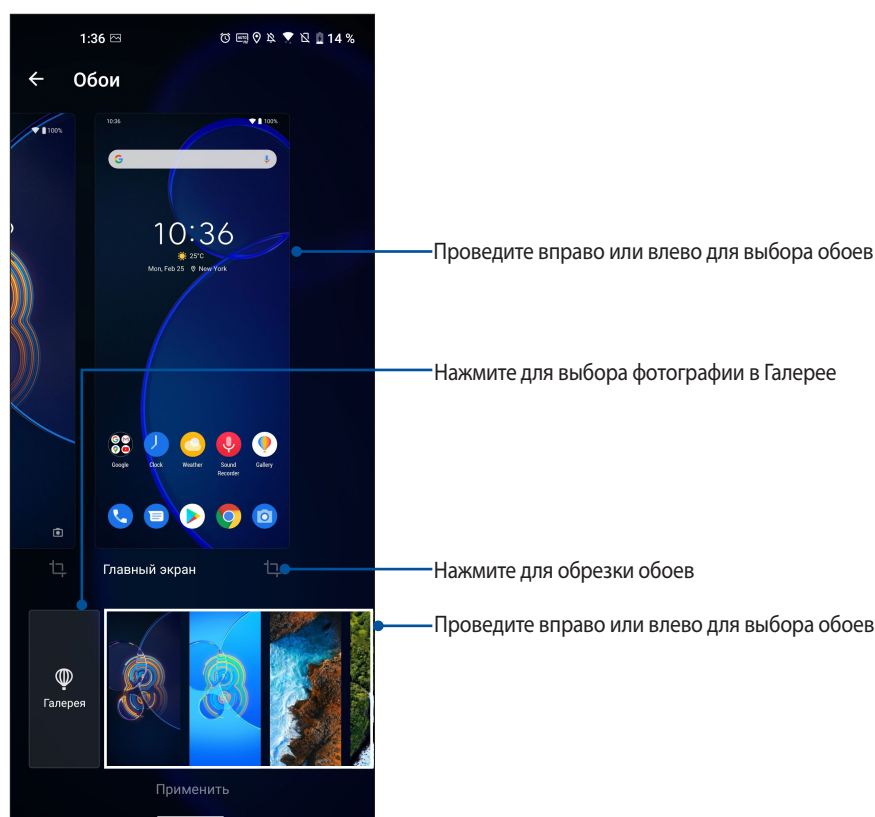 1:36
14 %
Обои
100%
10:36
100%
10:36
25°C
Mon, Feb 25 New York
Google
Clock
Weather
Sound
Recorder
Gallery
Главный экран
Галерея
Применить
Проведите вправо или влево для выбора обоев
Нажмите для выбора фотографии в Галерее
Нажмите для обрезки обоев
Проведите вправо или влево для выбора обоев